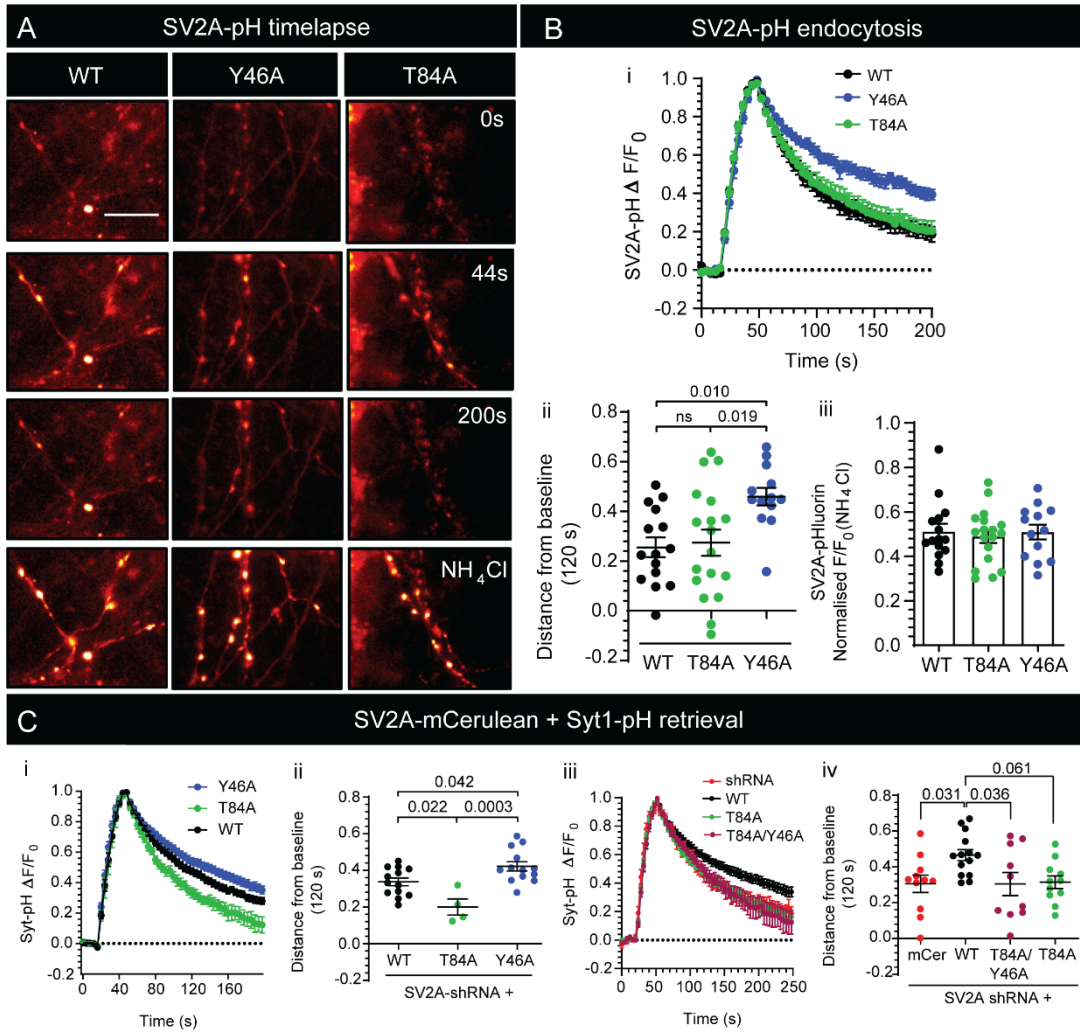 A SV2A-pH timelapse
WT Y46A T84A
0s
44s
200s
NH4Cl
B SV2A-pH endocytosis
i
WT
Y46A
T84A
SV2A-pH Δ F/F0
1.0
0.8
0.6
0.4
0.2
0.0
-0.2
0 50 100 150 200
Time (s)
ii
0.010
ns 0.019
Distance from baseline
(120 s)
0.8
0.6
0.4
0.2
0.0
-0.2
WT T84A Y46A
iii
SV2A-pHluorin
Normalised F/F0(NH4Cl)
1.0
0.8
0.6
0.4
0.2
0.0
WT T84A Y46A
C SV2A-mCerulean + Syt1-pH retrieval
i
Y46A
T84A
WT
Syt-pH ΔF/F0
1.0
0.8
0.6
0.4
0.2
0.0
-0.2
0 40 80 120 160
Time (s)
ii
0.042
0.022 0.0003
Distance from baseline
(120 s)
0.8
0.6
0.4
0.2
0.0
-0.2
WT T84A Y46A
SV2A-shRNA +
iii
shRNA
WT
T84A
T84A/Y46A
Syt-pH ΔF/F0
1.0
0.8
0.6
0.4
0.2
0.0
-0.2
0 50 100 150 200 250
Time (s)
iv
0.061
0.031 0.036
Distance from baseline
(120 s)
0.8
0.6
0.4
0.2
0.0
-0.2
mCer WT T84A/ T84A
Y46A
SV2A shRNA +